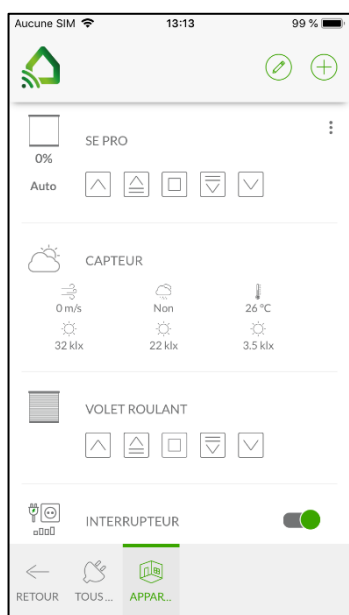 Aucune SIM 13:13 99 %
SE PRO
0%
Auto
CAPTEUR
0 m/s Non 26 °C
32 klx 22 klx 3.5 klx
VOLET ROULANT
INTERRUPTEUR
RETOUR TOUS... APPAR...